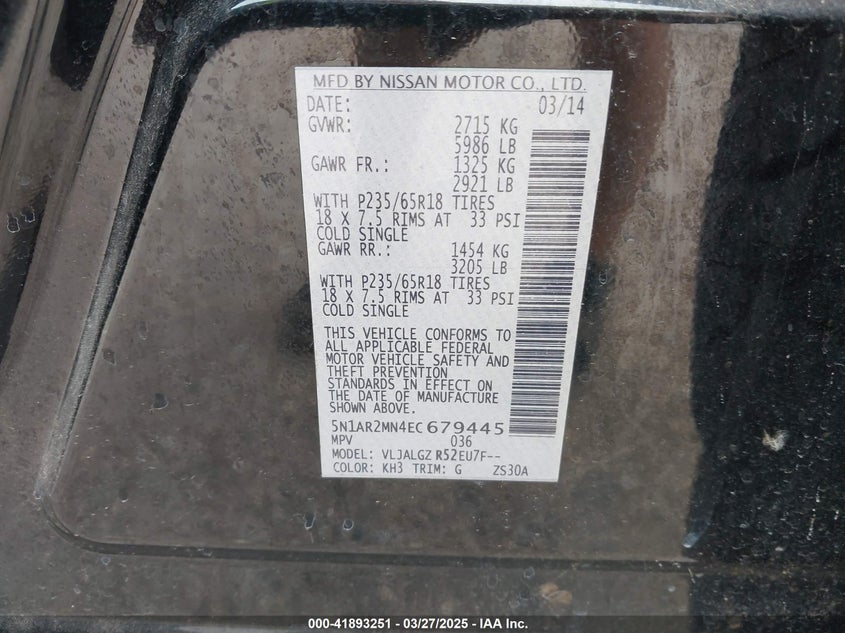 MFD BY NISSAN MOTOR CO., LTD.
DATE: 03/14
GVWR: 2715 KG
5986 LB
GAWR FR.: 1325 KG
2921 LB
WITH P235/65R18 TIRES
18 X 7.5 RIMS AT 33 PSI
COLD SINGLE
GAWR RR.: 1454 KG
3205 LB
WITH P235/65R18 TIRES
18 X 7.5 RIMS AT 33 PSI
COLD SINGLE
THIS VEHICLE CONFORMS TO
ALL APPLICABLE FEDERAL
MOTOR VEHICLE SAFETY AND
THEFT PREVENTION
STANDARDS IN EFFECT ON
THE DATE OF MANUFACTURE
SHOWN ABOVE.
5N1AR2MN4EC679445
MPV 036
MODEL: VLJALGZ R52EU7F--
COLOR: KH3 TRIM: G ZS30A
000-41893251 - 03/27/2025 - IAA Inc.